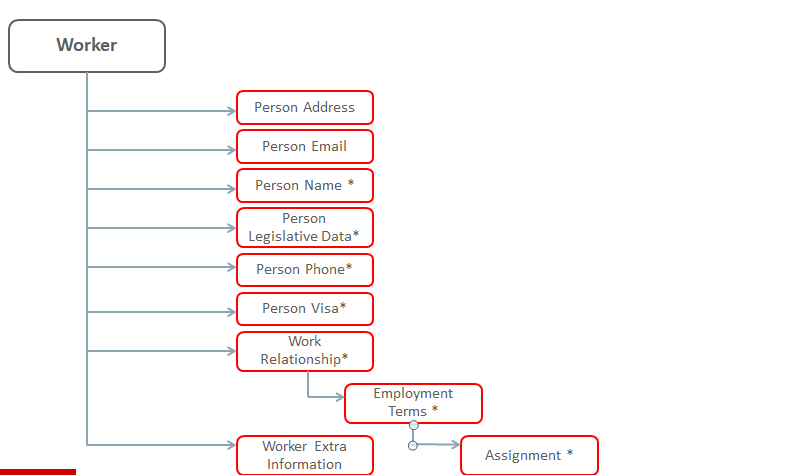 Worker
Person Address
Person Email
Person Name *
Person
Legislative Data*
Person Phone*
Person Visa*
Work
Relationship*
Employment
Terms *
Worker Extra
Information
Assignment *